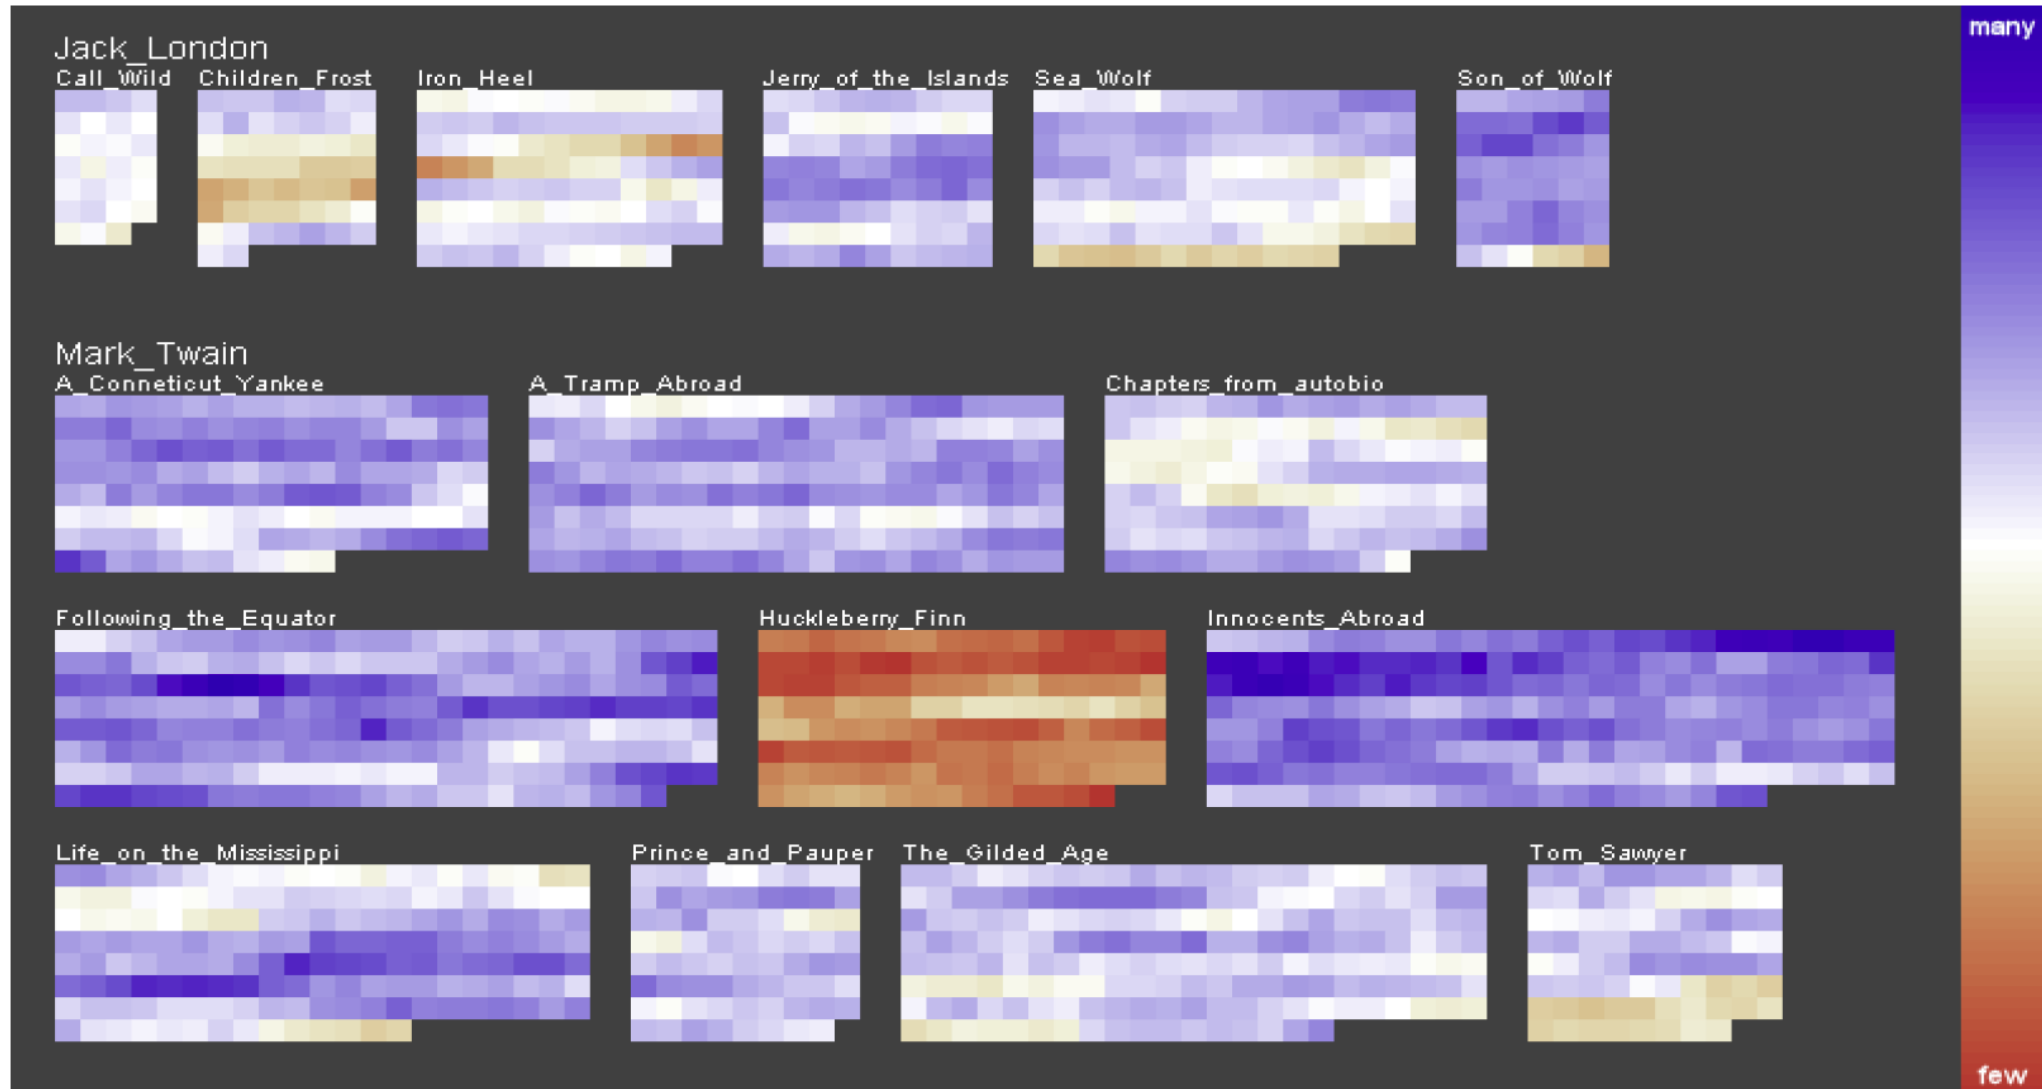 many
Jack_London
Call_Wild Children_Frost Iron_Heel Jerry_of_the_Islands Sea_Wolf Son_of_Wolf
Mark_Twain
A_Conneticut_Yankee A_Tramp_Abroad Chapters_from_autobio
Following_the_Equator Huckleberry_Finn Innocents_Abroad
Life_on_the_Mississippi Prince_and_Pauper The_Gilded_Age Tom_Sawyer
few